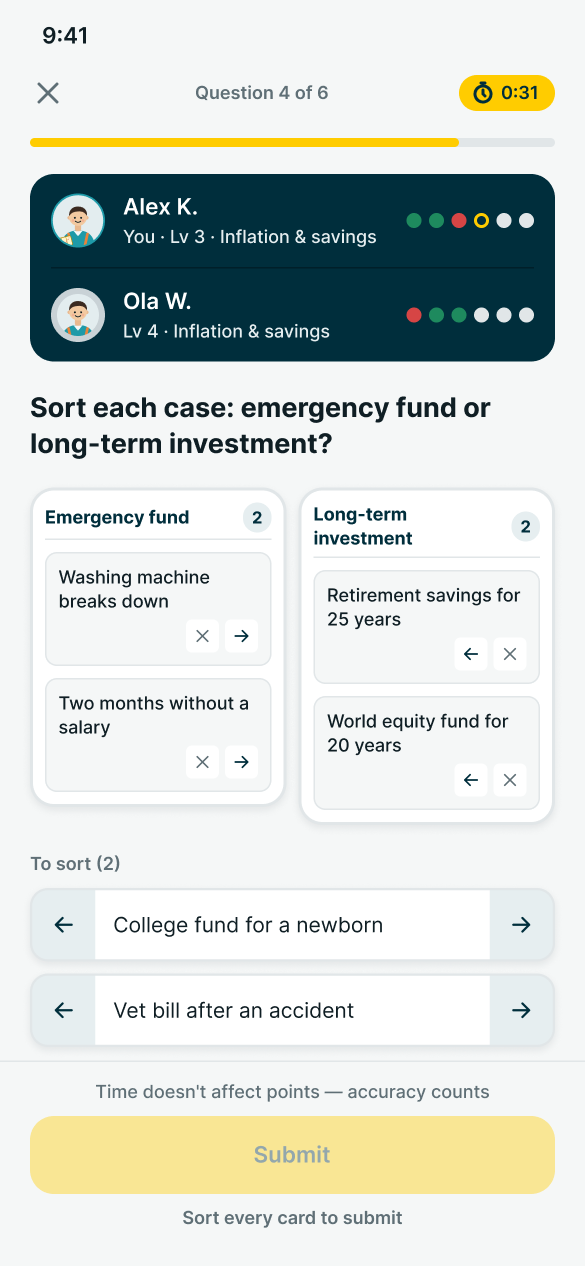 9:41
Question 4 of 6
0:31
Alex K.
You · Lv 3 · Inflation & savings
Ola W.
Lv 4 · Inflation & savings
Sort each case: emergency fund or
long-term investment?
Emergency fund
2
Washing machine
breaks down
Two months without a
salary
Long-term
investment
2
Retirement savings for
25 years
World equity fund for
20 years
To sort (2)
College fund for a newborn
Vet bill after an accident
Time doesn't affect points — accuracy counts
Submit
Sort every card to submit